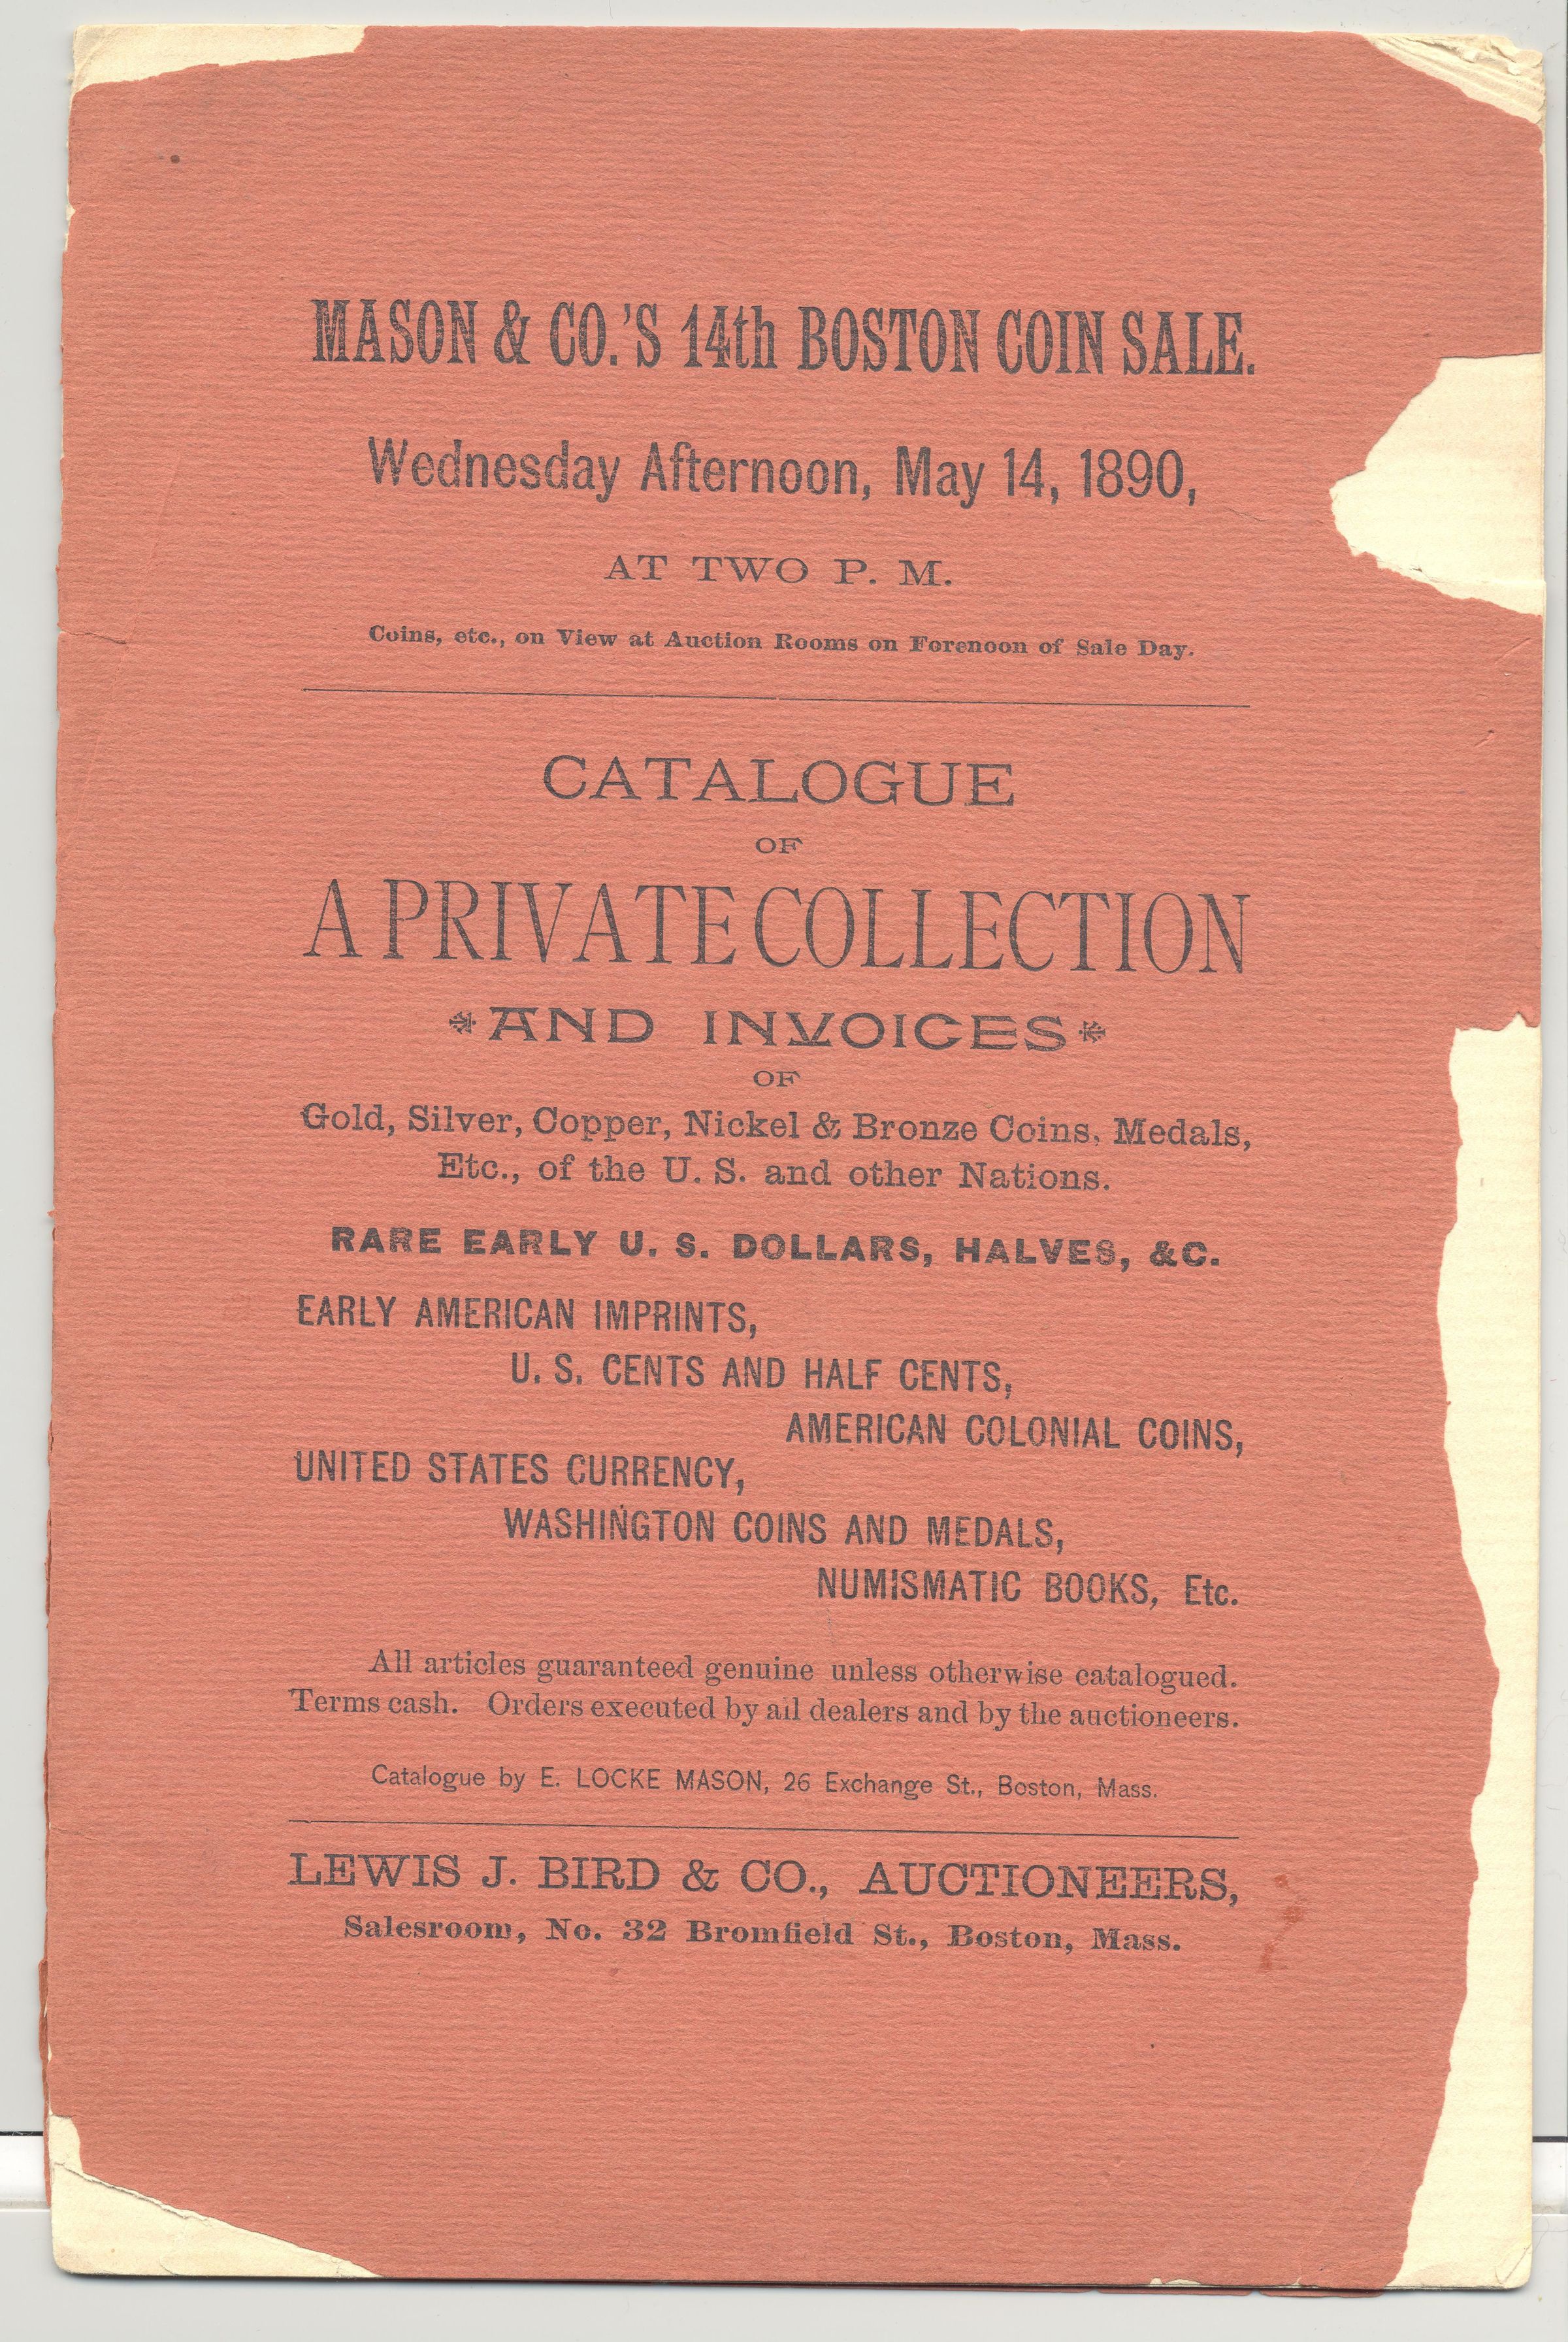 MASON & CO.'S 14th BOSTON COIN SALE.
Wednesday Afternoon, May 14, 1890,
AT TWO P. M.
Coins, etc., on View at Auction Rooms on Forenoon of Sale Day.
CATALOGUE
OF
A PRIVATE COLLECTION
AND INVOICES
OF
Gold, Silver, Copper, Nickel & Bronze Coins, Medals,
Etc., of the U. S. and other Nations.
RARE EARLY U. S. DOLLARS, HALVES, &C.
EARLY AMERICAN IMPRINTS,
U. S. CENTS AND HALF CENTS,
AMERICAN COLONIAL COINS,
UNITED STATES CURRENCY,
WASHINGTON COINS AND MEDALS,
NUMISMATIC BOOKS, Etc.
All articles guaranteed genuine unless otherwise catalogued.
Terms cash. Orders executed by all dealers and by the auctioneers.
Catalogue by E. LOCKE MASON, 26 Exchange St., Boston, Mass.
LEWIS J. BIRD & CO., AUCTIONEERS,
Salesroom, No. 32 Bromfield St., Boston, Mass.